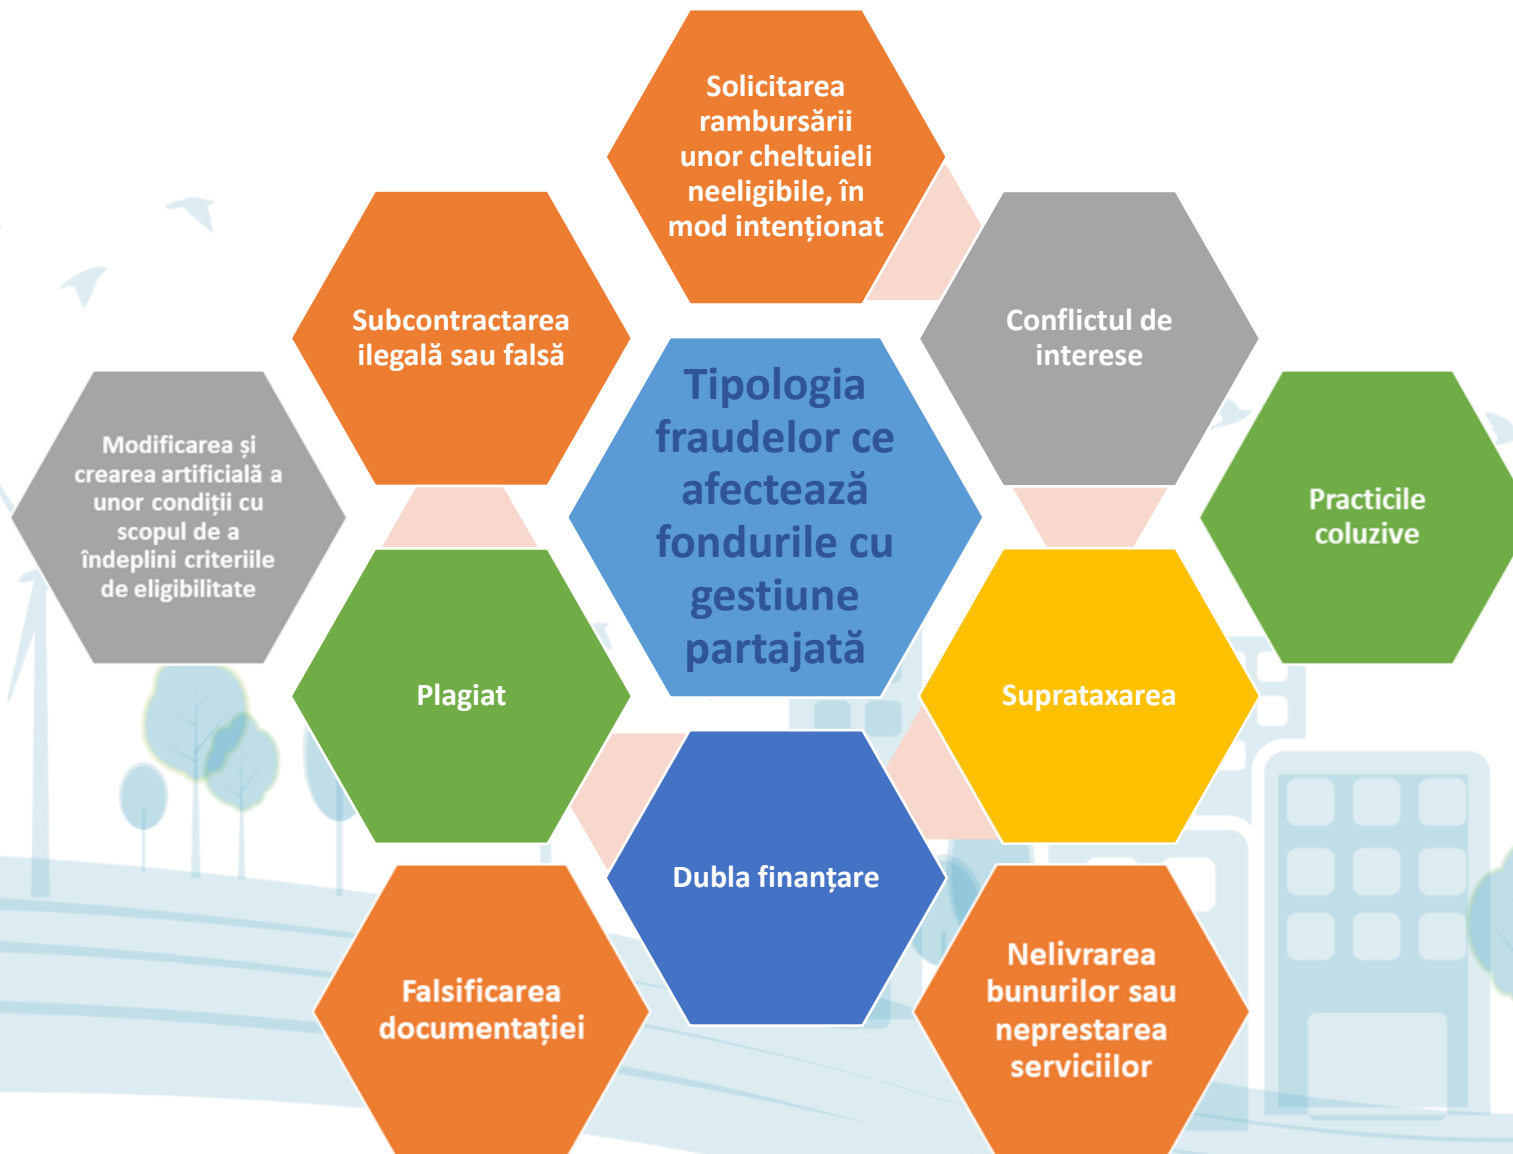 Solicitarea
rambursării
unor cheltuieli
neeligibile, în
mod intenționat
Subcontractarea
ilegală sau falsă
Conflictul de
interese
Tipologia
fraudelor ce
afectează
fondurile cu
gestiune
partajată
Modificarea și
crearea artificială a
unor condiții cu
scopul de a
îndeplini criteriile
de eligibilitate
Practicile
coluzive
Plagiat
Suprataxarea
Dubla finanțare
Falsificarea
documentației
Nelivrarea
bunurilor sau
neprestarea
serviciilor